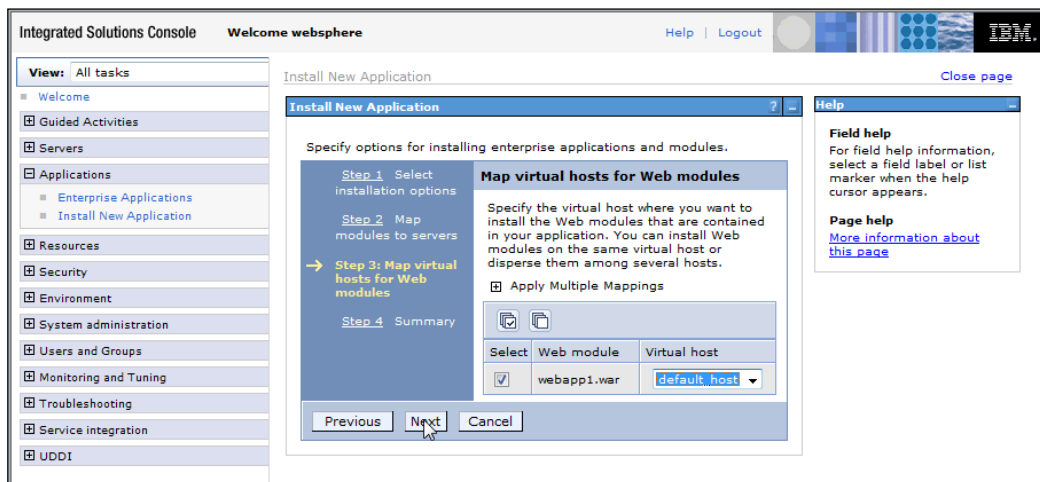 Integrated Solutions Console Welcome websphere Help | Logout IBM.
View: All tasks
Welcome
Guided Activities
Servers
Applications
Enterprise Applications
Install New Application
Resources
Security
Environment
System administration
Users and Groups
Monitoring and Tuning
Troubleshooting
Service integration
UDDI
Install New Application Close page
Install New Application ? -
Specify options for installing enterprise applications and modules.
Step 1 Select
installation options
Step 2 Map
modules to servers
Step 3: Map virtual
hosts for Web
modules
Step 4 Summary
Map virtual hosts for Web modules
Specify the virtual host where you want to
install the Web modules that are contained
in your application. You can install Web
modules on the same virtual host or
disperse them among several hosts.
Apply Multiple Mappings
Select Web module Virtual host
webapp1.war default_host
Previous Next Cancel
Help -
Field help
For field help information,
select a field label or list
marker when the help
cursor appears.
Page help
More information about
this page